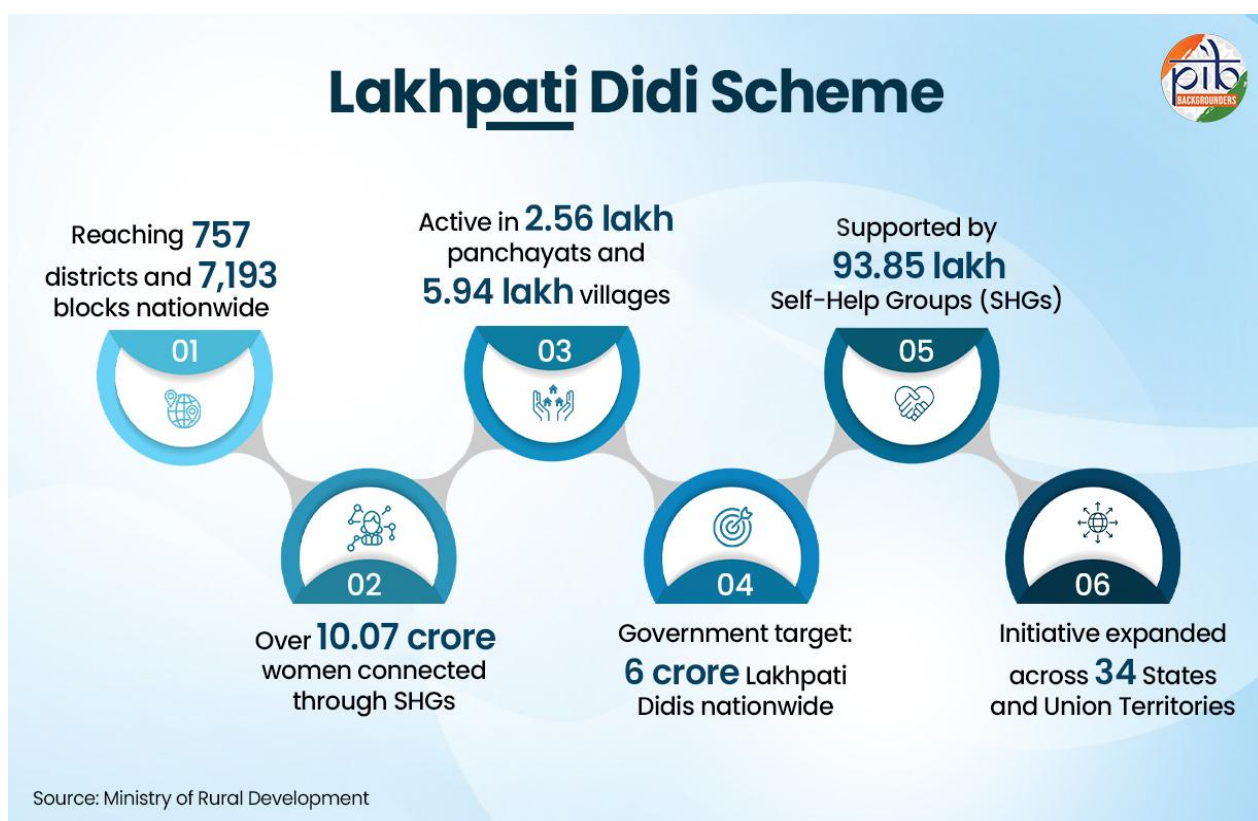 Lakhpati Didi Scheme
pib
BACKGROUNDERS
Reaching 757
districts and 7,193
blocks nationwide
01
02
Over 10.07 crore
women connected
through SHGs
Active in 2.56 lakh
panchayats and
5.94 lakh villages
03
04
Government target:
6 crore Lakhpati
Didis nationwide
Supported by
93.85 lakh
Self-Help Groups (SHGs)
05
06
Initiative expanded
across 34 States
and Union Territories
Source: Ministry of Rural Development